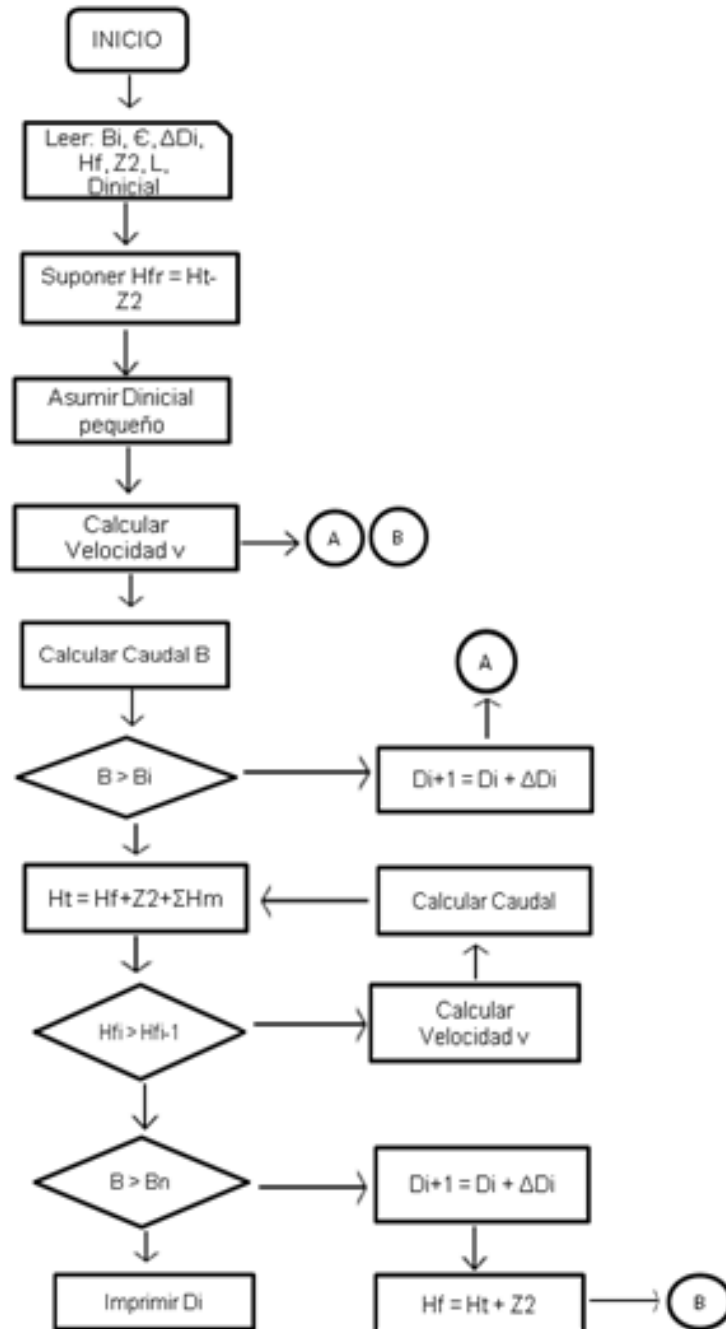 INICIO
Leer: Bi, Є, ΔDi,
Hf, Z2, L,
Dinicial
Suponer Hfr = Ht-
Z2
Asumir Dinicial
pequeño
Calcular
Velocidad v
A
B
Calcular Caudal B
A
B > Bi
Di+1 = Di + ΔDi
Ht = Hf+Z2+ΣHm
Calcular Caudal
Hfi > Hfi-1
Calcular
Velocidad v
B > Bn
Di+1 = Di + ΔDi
Imprimir Di
Hf = Ht + Z2
B